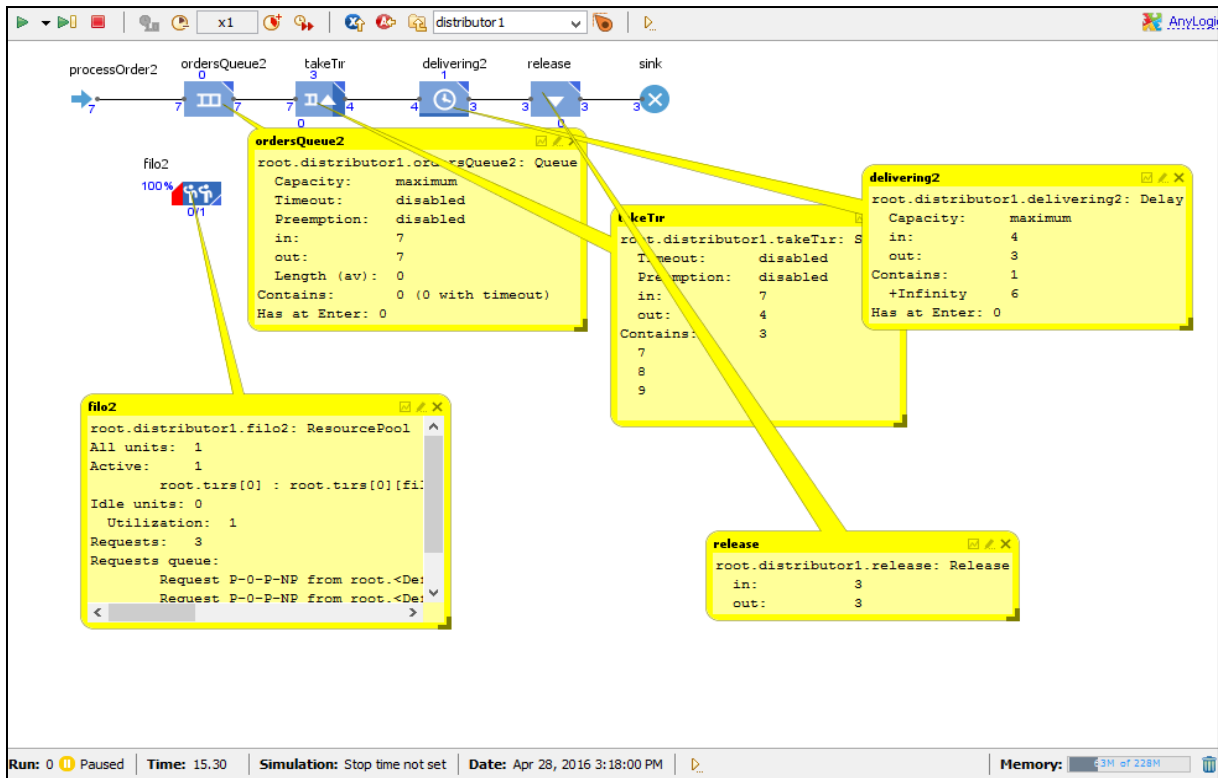 x1
distributor1
AnyLogic
processOrder2
ordersQueue2
takeTır
delivering2
release
sink
0
3
1
7
7
7
7
4
4
3
3
3
3
0
0
filo2
100%
0/1
ordersQueue2
root.distributor1.ordersQueue2: Queue
Capacity: maximum
Timeout: disabled
Preemption: disabled
in: 7
out: 7
Length (av): 0
Contains: 0 (0 with timeout)
Has at Enter: 0
takeTır
root.distributor1.takeTır: S
Timeout: disabled
Preemption: disabled
in: 7
out: 4
Contains: 3
7
8
9
delivering2
root.distributor1.delivering2: Delay
Capacity: maximum
in: 4
out: 3
Contains: 1
+Infinity 6
Has at Enter: 0
filo2
root.distributor1.filo2: ResourcePool
All units: 1
Active: 1
root.tırs[0] : root.tırs[0][fil
Idle units: 0
Utilization: 1
Requests: 3
Requests queue:
Request P-0-P-NP from root.<De
Request P-0-P-NP from root.<De
release
root.distributor1.release: Release
in: 3
out: 3
Run: 0 Paused Time: 15.30 Simulation: Stop time not set Date: Apr 28, 2016 3:18:00 PM Memory: 63M of 228M